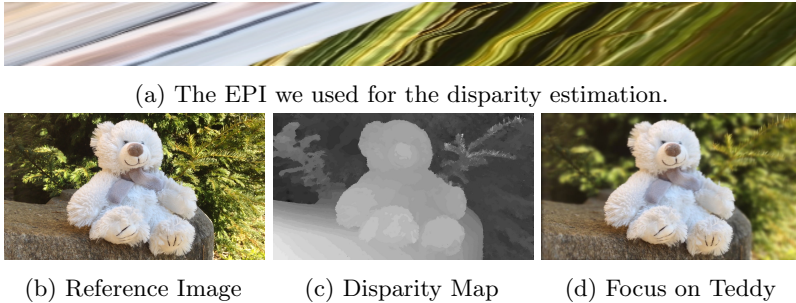 (a) The EPI we used for the disparity estimation.
(b) Reference Image (c) Disparity Map (d) Focus on Teddy